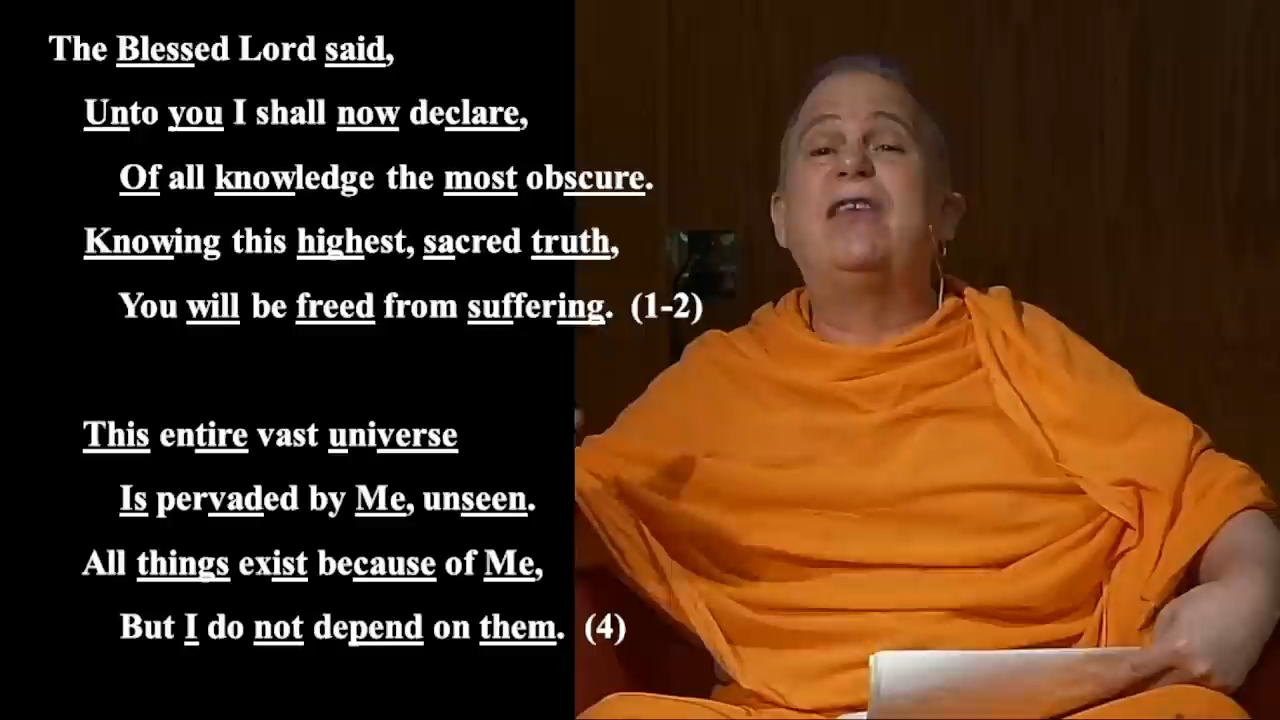 The Blessed Lord said,
Unto you I shall now declare,
Of all knowledge the most obscure.
Knowing this highest, sacred truth,
You will be freed from suffering. (1-2)
This entire vast universe
Is pervaded by Me, unseen.
All things exist because of Me,
But I do not depend on them. (4)